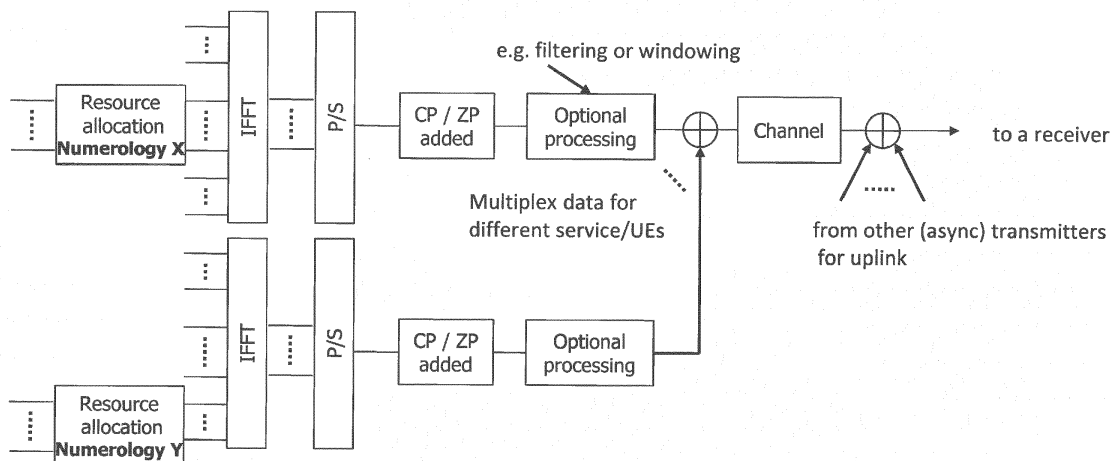 e.g. filtering or windowing
Resource
allocation
Numerology X
IFFT
P/S
CP / ZP
added
Optional
processing
Channel
to a receiver
Multiplex data for
different service/UEs
from other (async) transmitters
for uplink
IFFT
P/S
CP / ZP
added
Optional
processing
Resource
allocation
Numerology Y